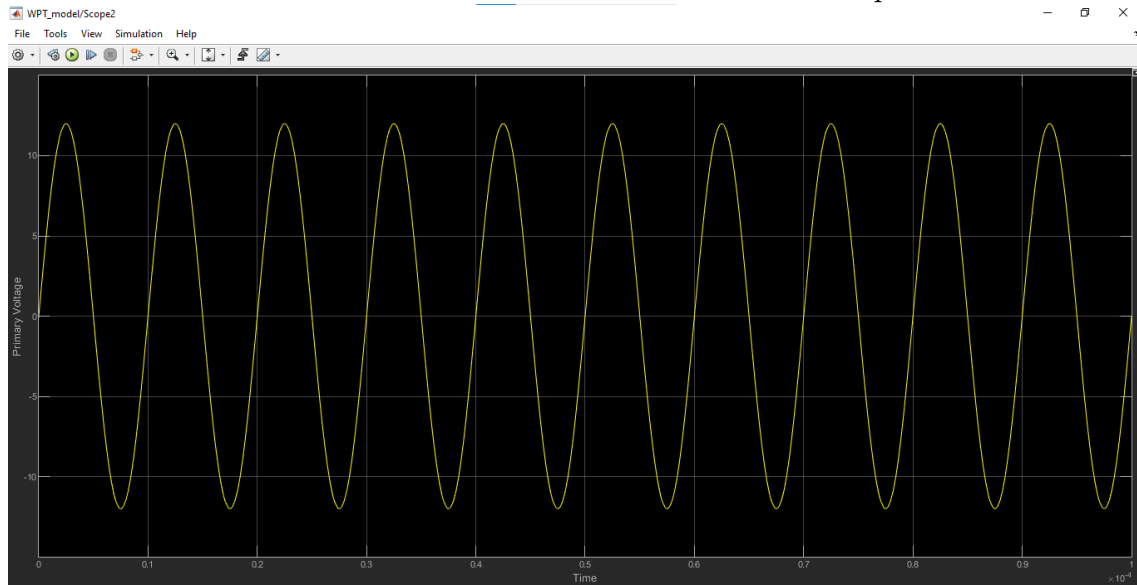 WPT_model/Scope2
File Tools View Simulation Help
10
5
0
-5
-10
Primary Voltage
0 0.1 0.2 0.3 0.4 0.5 0.6 0.7 0.8 0.9 1
Time
×10⁻⁴